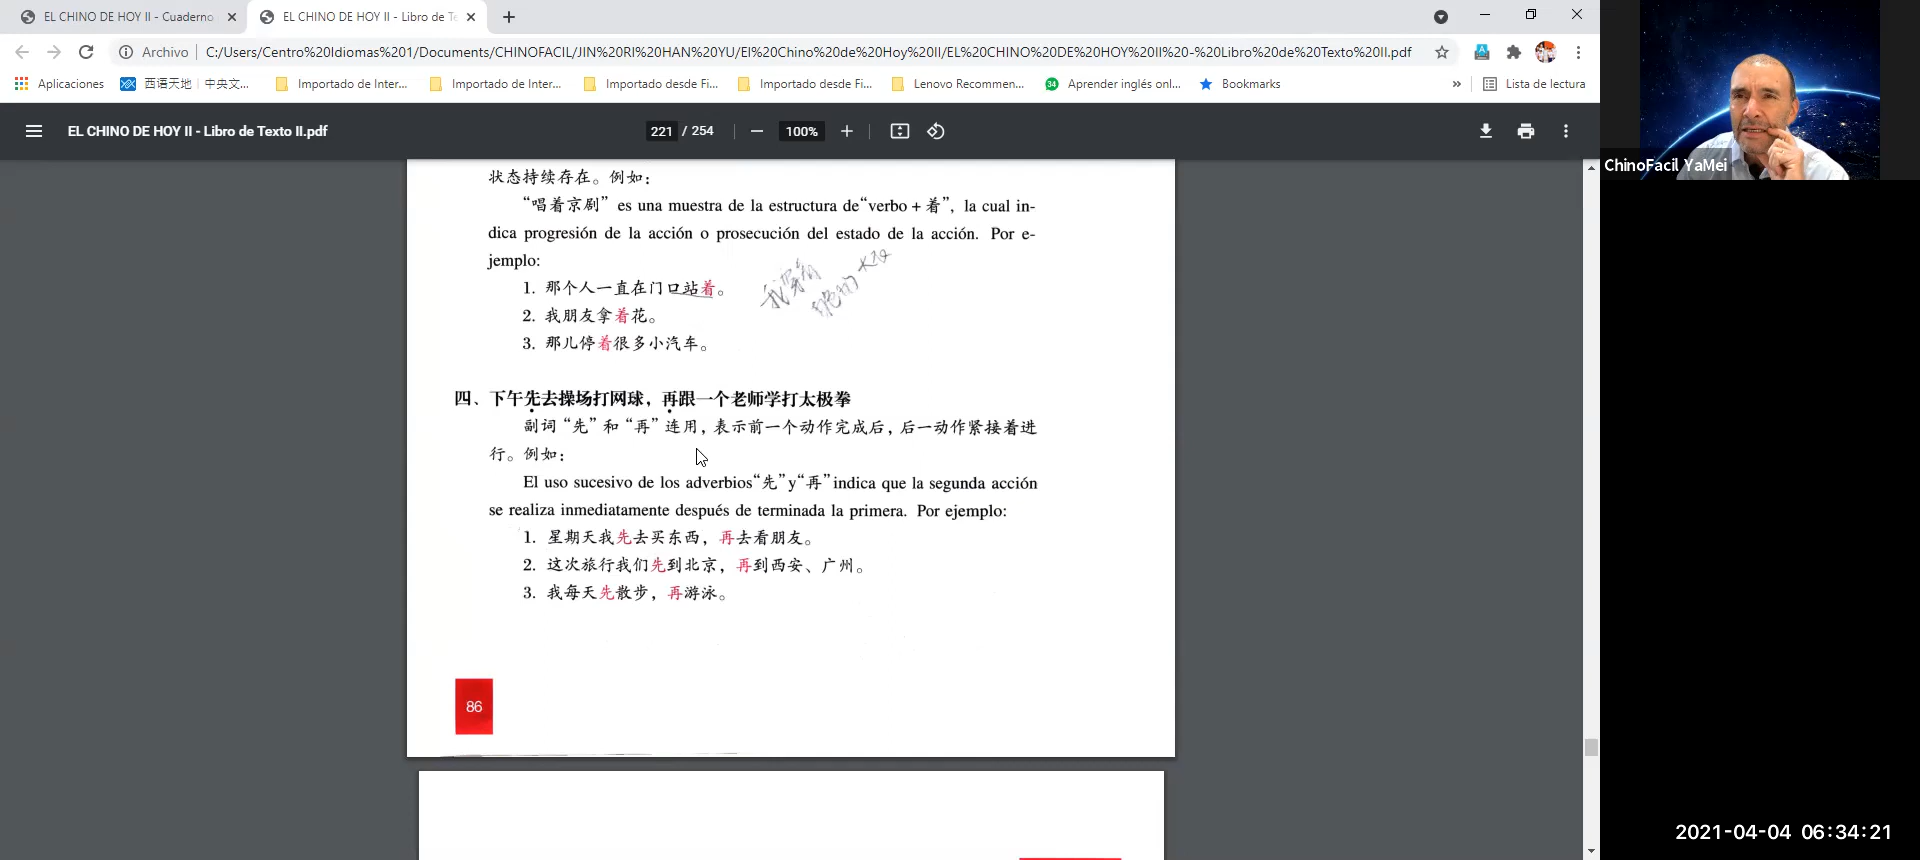 EL CHINO DE HOY II - Cuaderno
EL CHINO DE HOY II - Libro de Te
Archivo
C:/Users/Centro%20Idiomas%201/Documents/CHINOFACIL/JIN%20RI%20HAN%20YU/El%20Chino%20de%20Hoy%20II/EL%20CHINO%20DE%20HOY%20II%20-%20Libro%20de%20Texto%20II.pdf
Aplicaciones
西语天地 | 中央文...
Importado de Inter...
Importado de Inter...
Importado desde Fi...
Importado desde Fi...
Lenovo Recommen...
34
Aprender inglés onl...
Bookmarks
»
Lista de lectura
EL CHINO DE HOY II - Libro de Texto II.pdf
221 / 254
100%
ChinoFacil YaMei
状态持续存在。例如：
“唱着京剧” es una muestra de la estructura de“verbo + 着”, la cual in-
dica progresión de la acción o prosecución del estado de la acción. Por e-
jemplo:
1. 那个人一直在门口站着。
2. 我朋友拿着花。
3. 那儿停着很多小汽车。
四、下午先去操场打网球，再跟一个老师学打太极拳
副词“先”和“再”连用，表示前一个动作完成后，后一动作紧接着进
行。例如：
El uso sucesivo de los adverbios“先”y“再”indica que la segunda acción
se realiza inmediatamente después de terminada la primera. Por ejemplo:
1. 星期天我先去买东西，再去看朋友。
2. 这次旅行我们先到北京，再到西安、广州。
3. 我每天先散步，再游泳。
86
2021-04-04 06:34:21